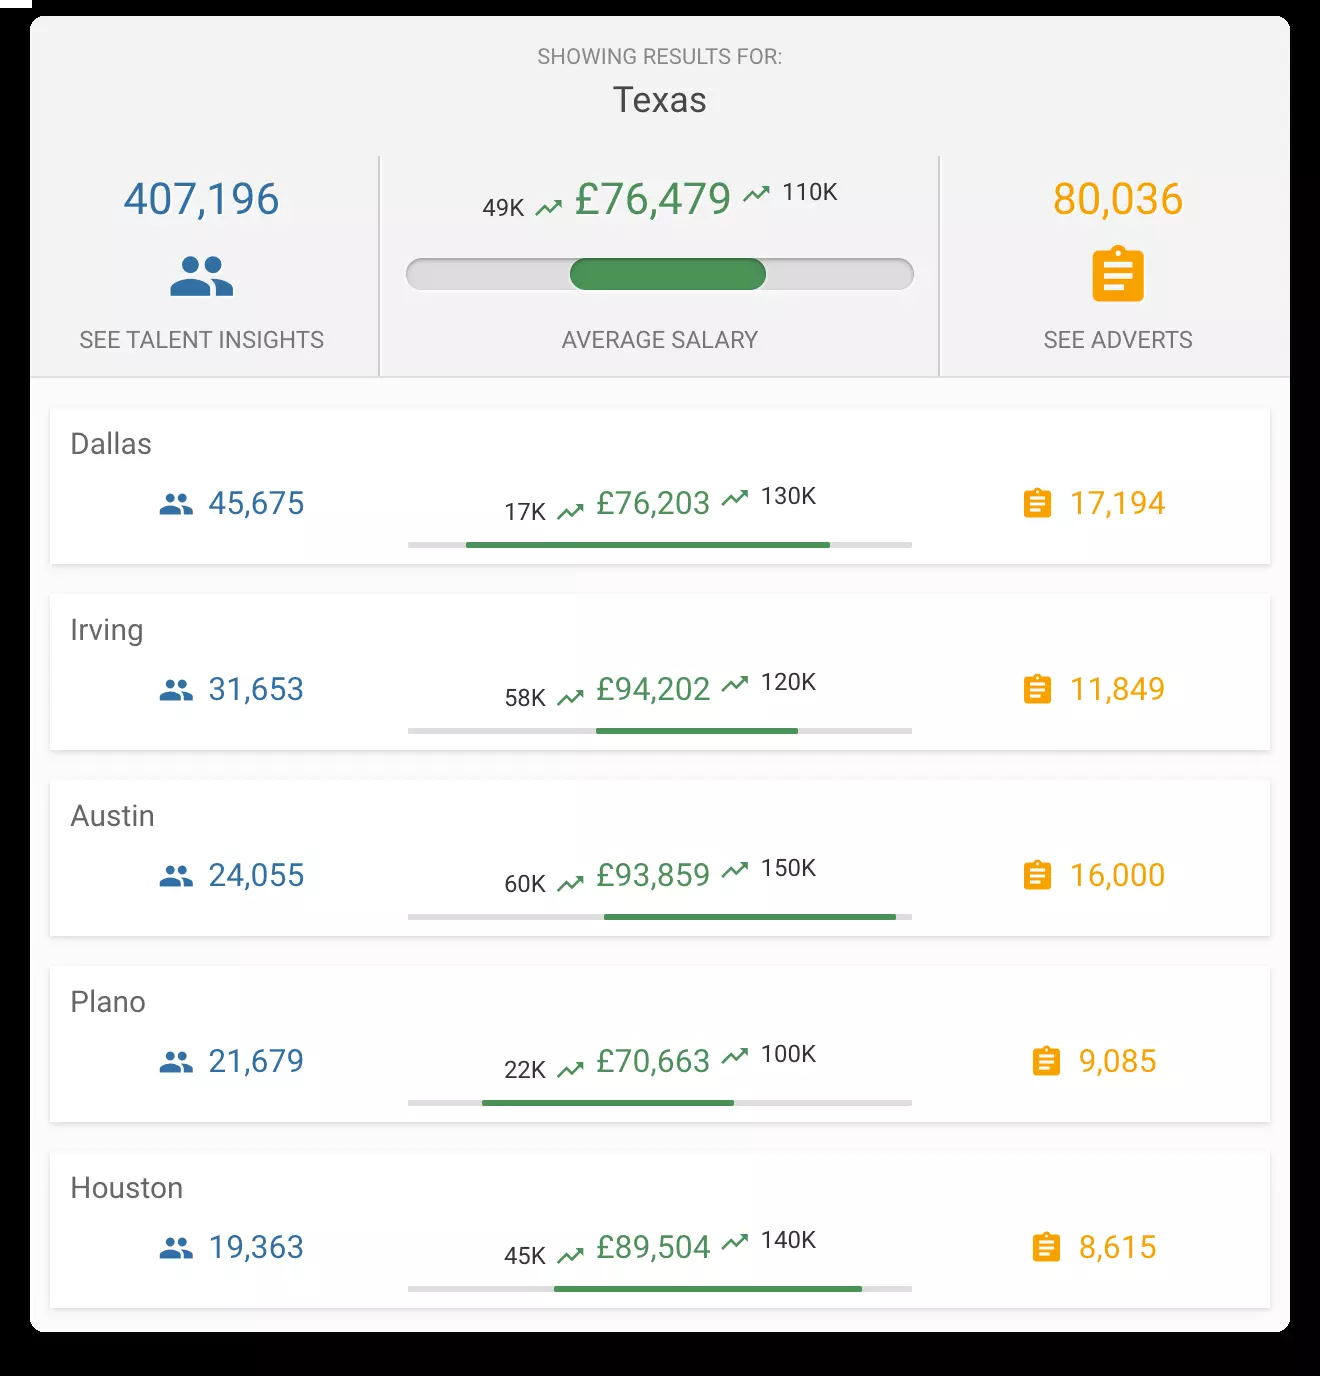 SHOWING RESULTS FOR:
Texas
407,196
49K £76,479 110K
80,036
SEE TALENT INSIGHTS
AVERAGE SALARY
SEE ADVERTS
Dallas
45,675 17K £76,203 130K 17,194
Irving
31,653 58K £94,202 120K 11,849
Austin
24,055 60K £93,859 150K 16,000
Plano
21,679 22K £70,663 100K 9,085
Houston
19,363 45K £89,504 140K 8,615